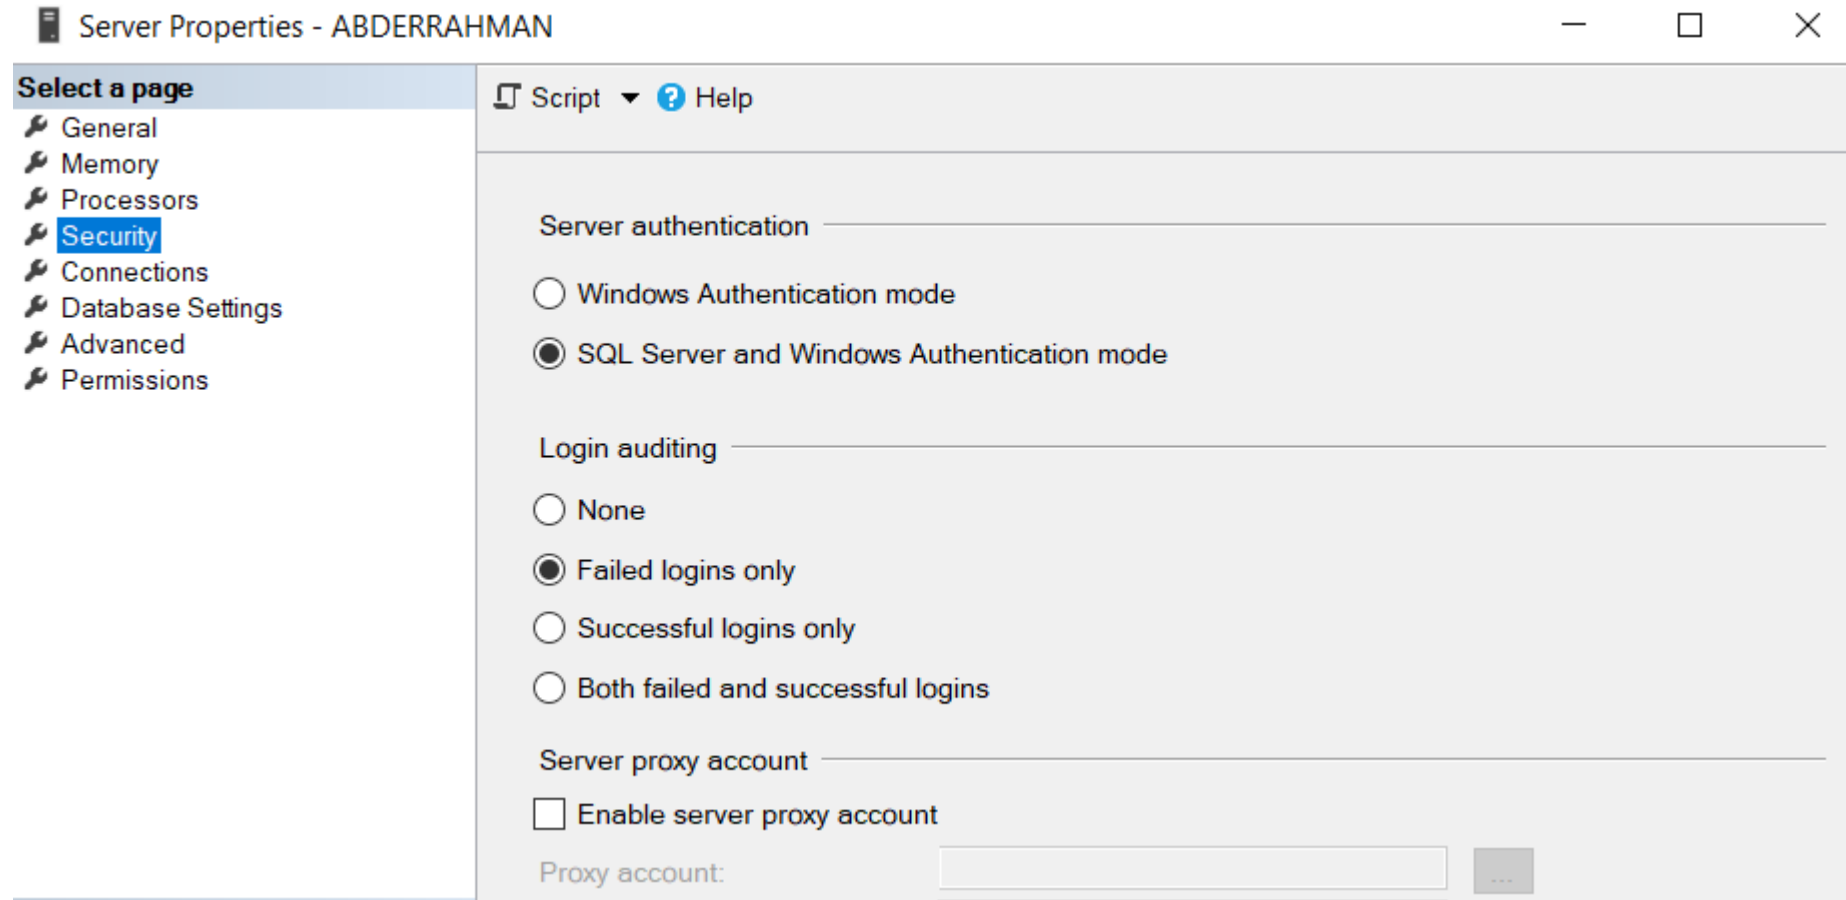 Server Properties - ABDERRAHMAN
Select a page
General
Memory
Processors
Security
Connections
Database Settings
Advanced
Permissions
Script
Help
Server authentication
Windows Authentication mode
SQL Server and Windows Authentication mode
Login auditing
None
Failed logins only
Successful logins only
Both failed and successful logins
Server proxy account
Enable server proxy account
Proxy account:
...